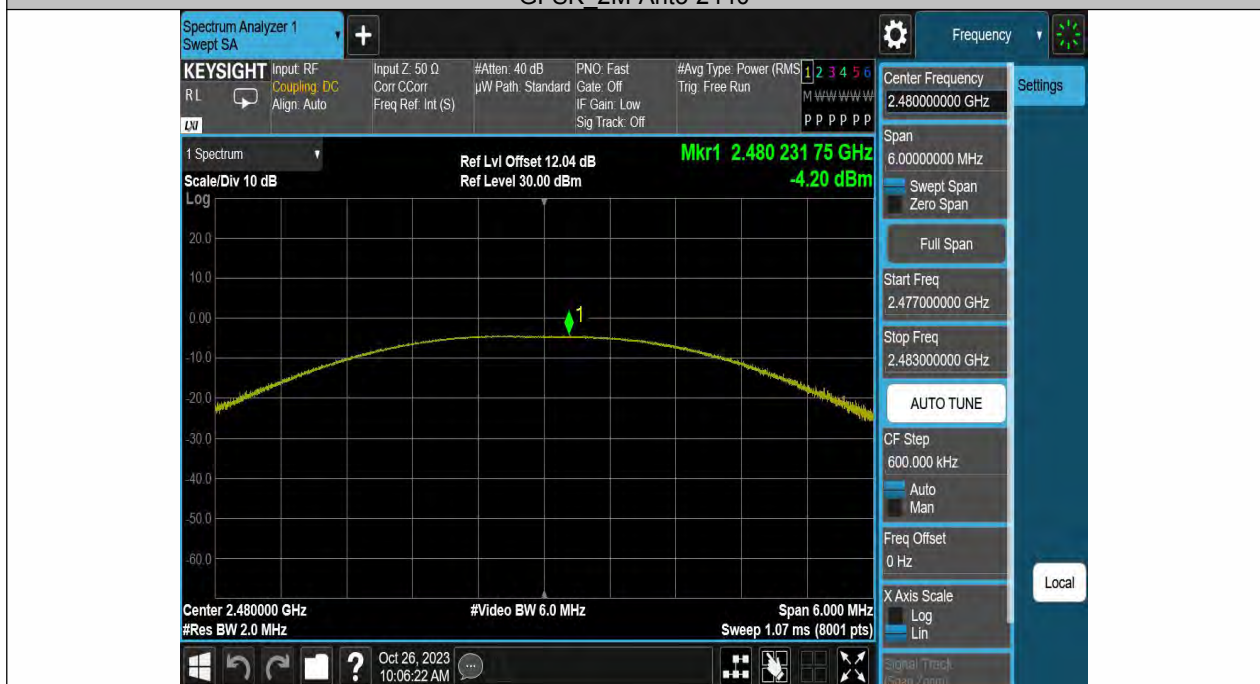 Spectrum Analyzer 1
Swept SA
Frequency
KEYSIGHT
RL
LXI
Input: RF
Coupling: DC
Align: Auto
Input Z: 50 Ω
Corr CCorr
Freq Ref: Int (S)
#Atten: 40 dB
µW Path: Standard
PNO: Fast
Gate: Off
IF Gain: Low
Sig Track: Off
#Avg Type: Power (RMS
Trig: Free Run
1 2 3 4 5 6
M W W W W W
P P P P P P
1 Spectrum
Scale/Div 10 dB
Log
Ref Lvl Offset 12.04 dB
Ref Level 30.00 dBm
Mkr1 2.480 231 75 GHz
-4.20 dBm
20.0
10.0
0.00
-10.0
-20.0
-30.0
-40.0
-50.0
-60.0
1
Center 2.480000 GHz
#Video BW 6.0 MHz
Span 6.000 MHz
#Res BW 2.0 MHz
Sweep 1.07 ms (8001 pts)
?
Oct 26, 2023
10:06:22 AM
Center Frequency
2.480000000 GHz
Settings
Span
6.00000000 MHz
Swept Span
Zero Span
Full Span
Start Freq
2.477000000 GHz
Stop Freq
2.483000000 GHz
AUTO TUNE
CF Step
600.000 kHz
Auto
Man
Freq Offset
0 Hz
X Axis Scale
Log
Lin
Signal Track
(Span Zoom)
Local